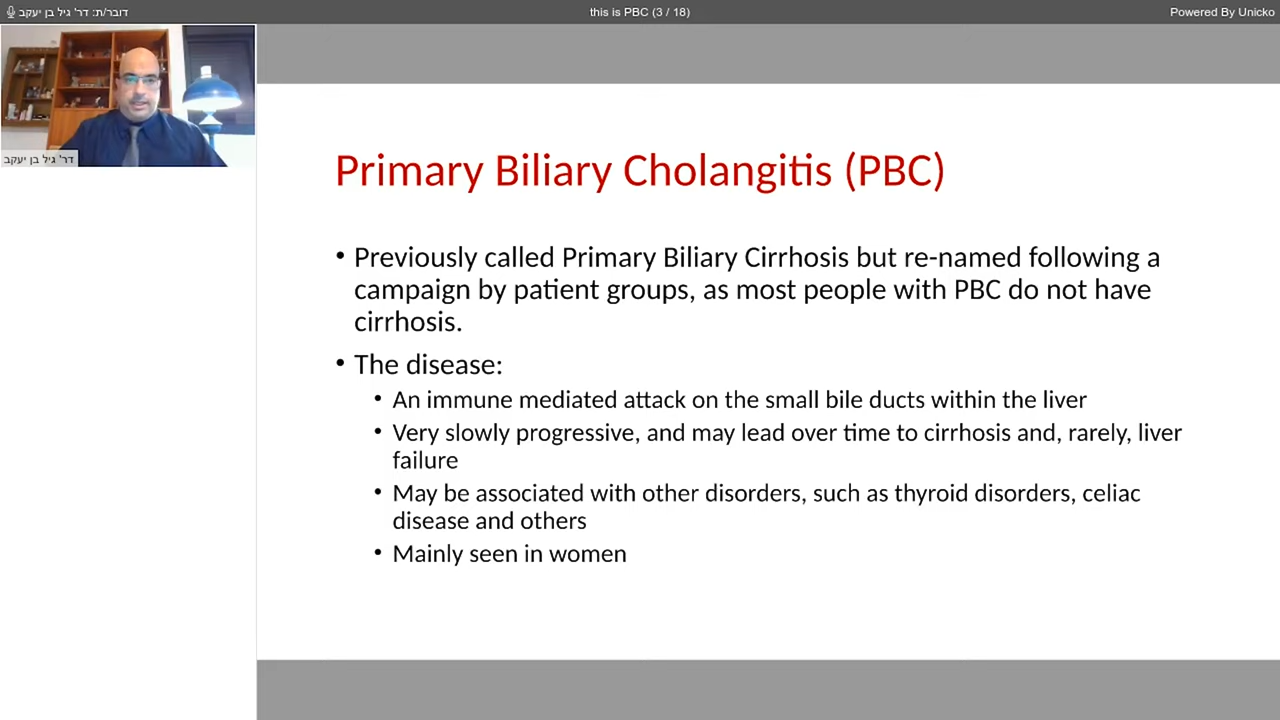 דובר/ת: דר' גיל בן יעקב
this is PBC (3 / 18)
Powered By Unicko
דר' גיל בן יעקב
Primary Biliary Cholangitis (PBC)
• Previously called Primary Biliary Cirrhosis but re-named following a
campaign by patient groups, as most people with PBC do not have
cirrhosis.
• The disease:
• An immune mediated attack on the small bile ducts within the liver
• Very slowly progressive, and may lead over time to cirrhosis and, rarely, liver
failure
• May be associated with other disorders, such as thyroid disorders, celiac
disease and others
• Mainly seen in women